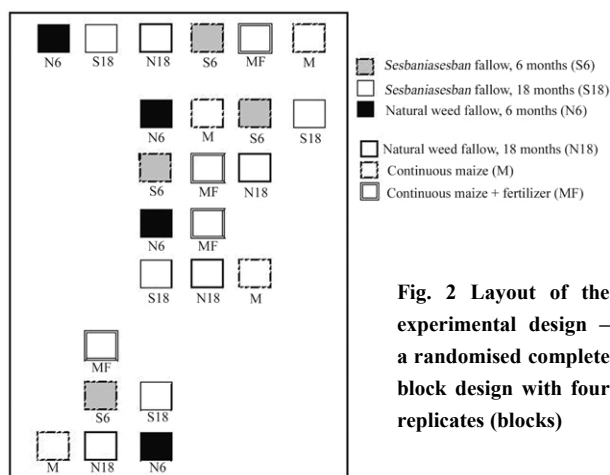 N6 S18 N18 S6 MF M
N6 M S6 S18
S6 MF N18
N6 MF
S18 N18 M
MF
S6 S18
M N18 N6
Sesbaniasesban fallow, 6 months (S6)
Sesbaniasesban fallow, 18 months (S18)
Natural weed fallow, 6 months (N6)
Natural weed fallow, 18 months (N18)
Continuous maize (M)
Continuous maize + fertilizer (MF)
Fig. 2 Layout of the
experimental design –
a randomised complete
block design with four
replicates (blocks)